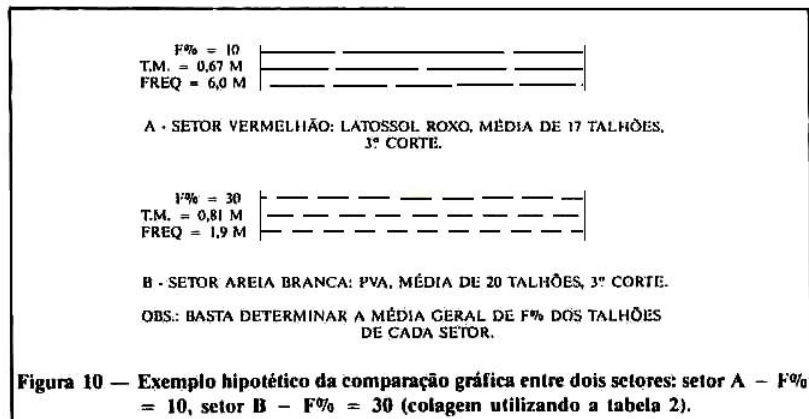 F% = 10
T.M. = 0,67 M
FREQ = 6,0 M
A - SETOR VERMELHÃO: LATOSSOL ROXO, MÉDIA DE 17 TALHÕES,
3º CORTE.
F% = 30
T.M. = 0,81 M
FREQ = 1,9 M
B - SETOR AREIA BRANCA: PVA, MÉDIA DE 20 TALHÕES, 3º CORTE.
OBS.: BASTA DETERMINAR A MÉDIA GERAL DE F% DOS TALHÕES
DE CADA SETOR.
Figura 10 — Exemplo hipotético da comparação gráfica entre dois setores: setor A - F%
= 10, setor B - F% = 30 (colagem utilizando a tabela 2).